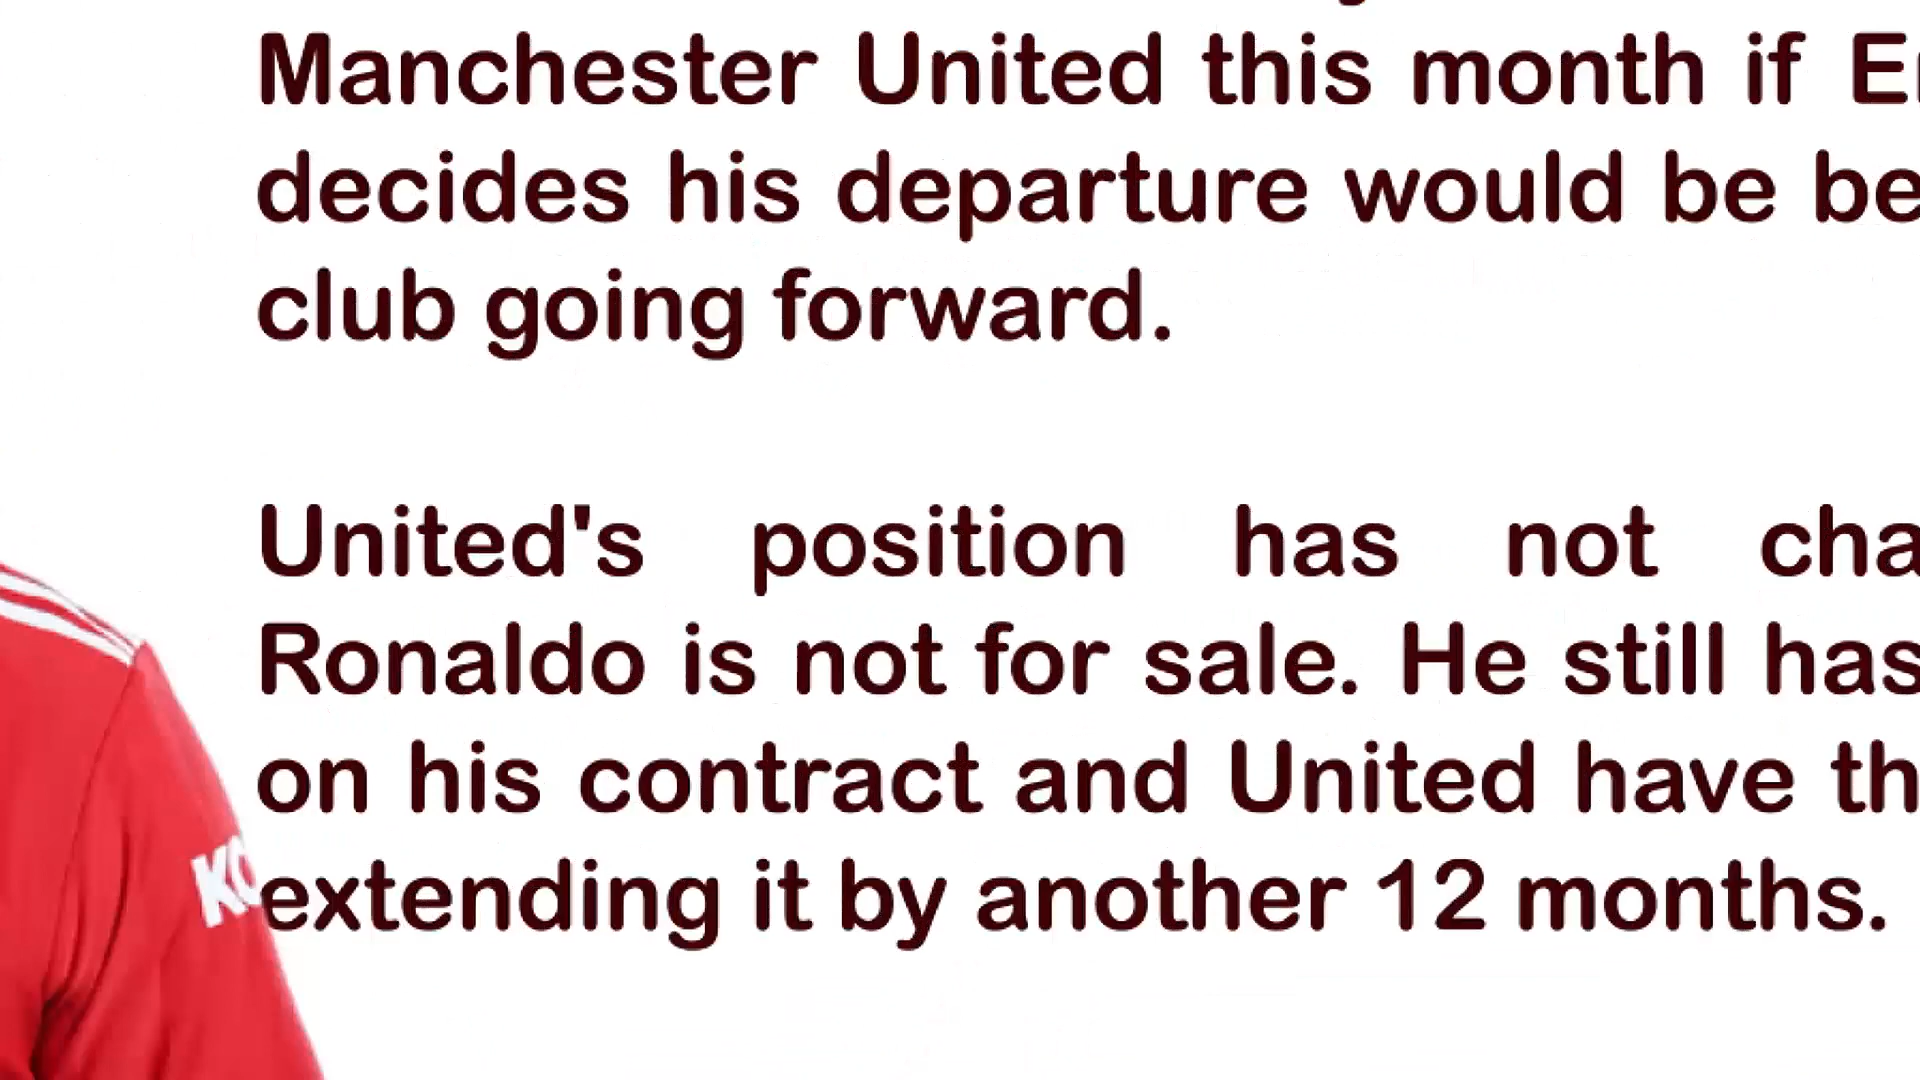 Manchester United this month if
decides his departure would be
club going forward.
United's position has not
Ronaldo is not for sale. He still has
on his contract and United have
extending it by another 12 months.